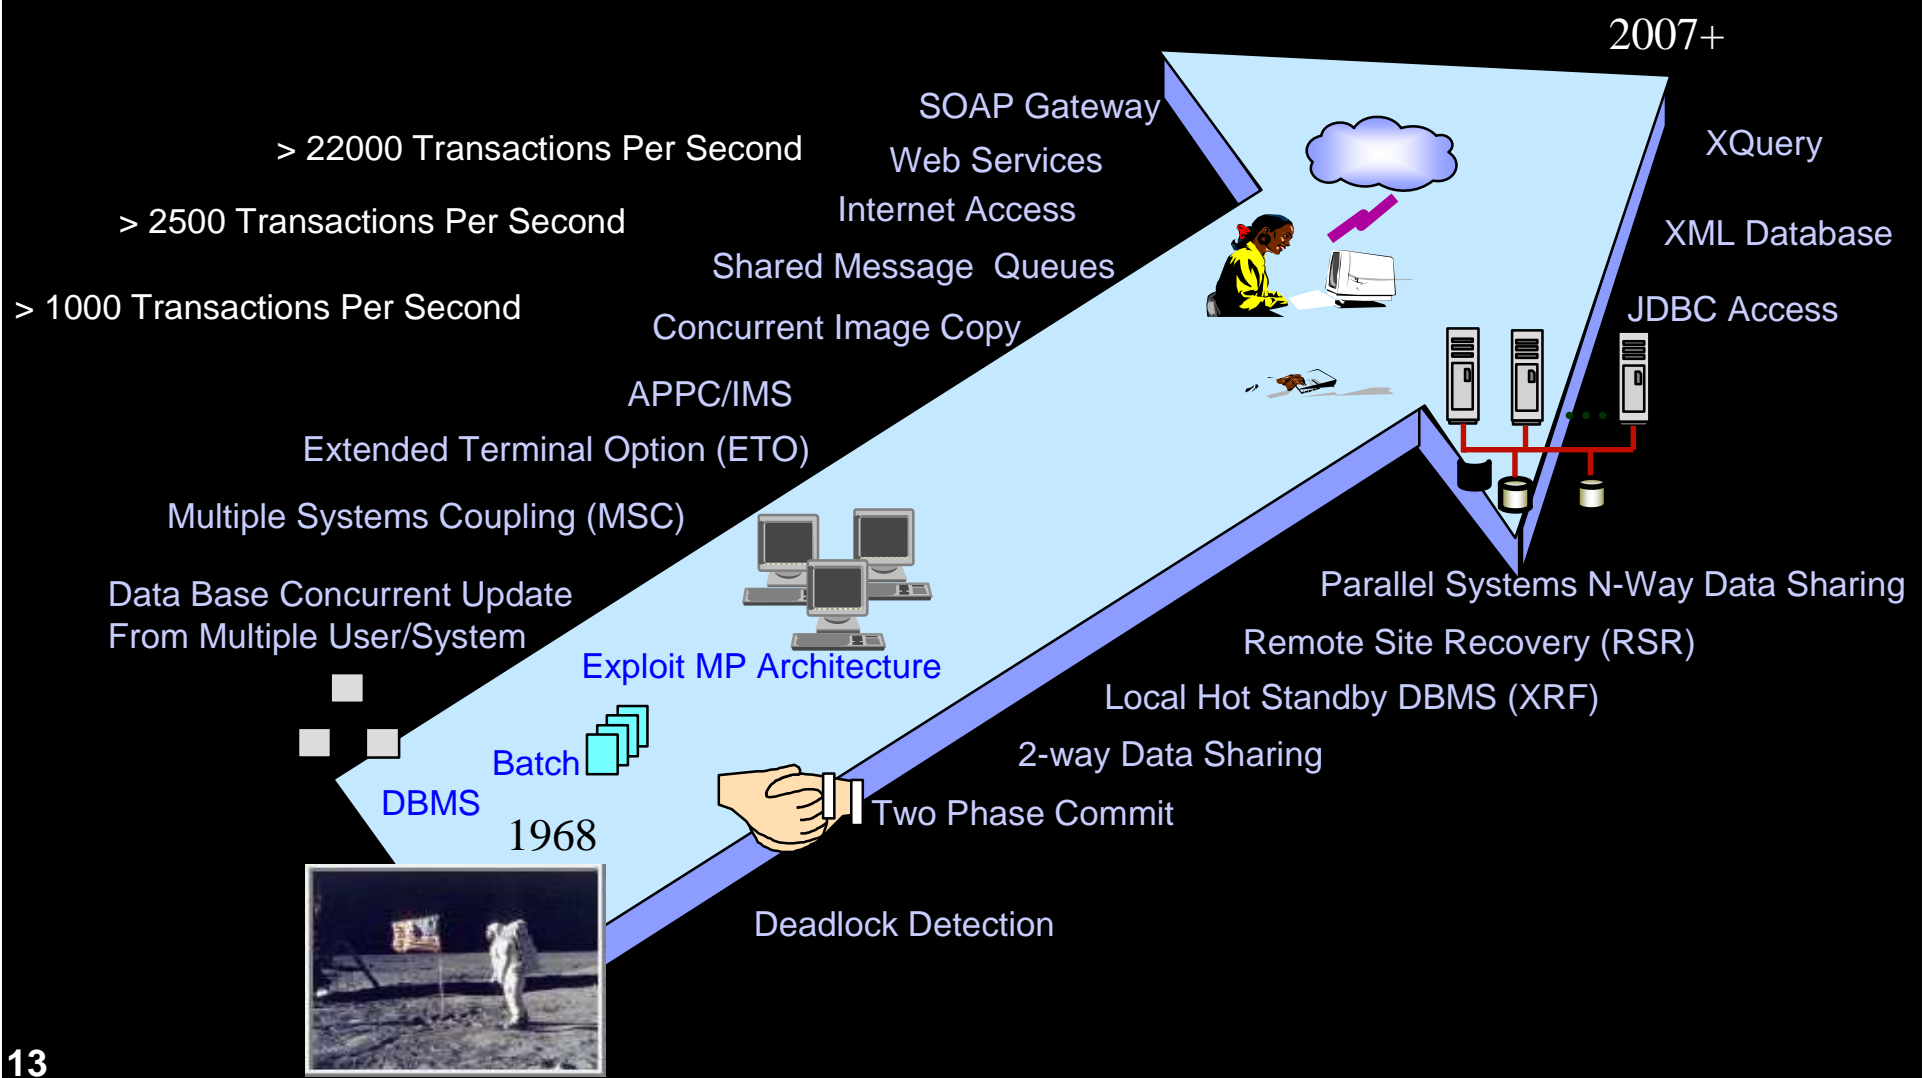 2007+
SOAP Gateway
> 22000 Transactions Per Second
Web Services
XQuery
> 2500 Transactions Per Second
Internet Access
XML Database
Shared Message  Queues
> 1000 Transactions Per Second
JDBC Access
Concurrent Image Copy
APPC/IMS
Extended Terminal Option (ETO)
Multiple Systems Coupling (MSC)
Data Base Concurrent Update
From Multiple User/System
Parallel Systems N-Way Data Sharing
Remote Site Recovery (RSR)
Exploit MP Architecture
Local Hot Standby DBMS (XRF)
2-way Data Sharing
Batch
DBMS
Two Phase Commit
1968
Deadlock Detection
13